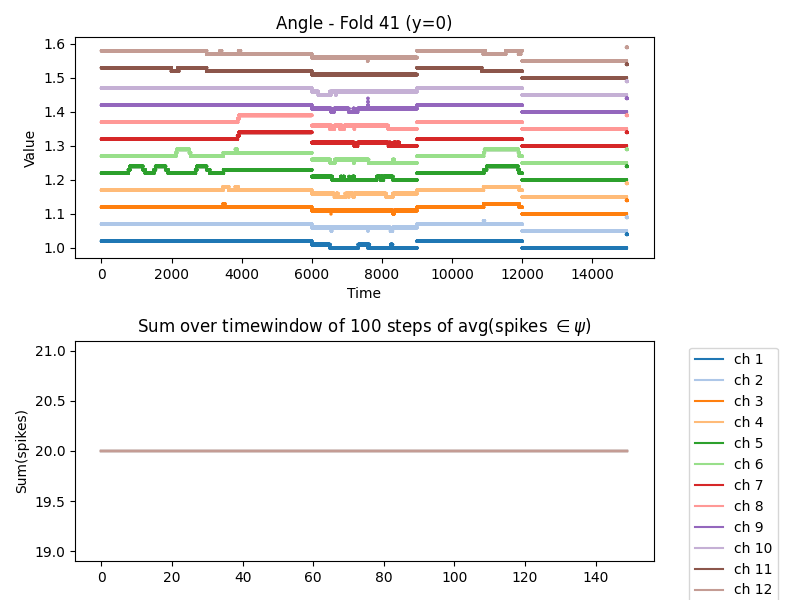 Angle - Fold 41 (y=0)
1.6
1.5
1.4
1.3
1.2
1.1
1.0
Value
0 2000 4000 6000 8000 10000 12000 14000
Time
Sum over timewindow of 100 steps of avg(spikes ∈ ψ)
21.0
20.5
20.0
19.5
19.0
Sum(spikes)
0 20 40 60 80 100 120 140
ch 1
ch 2
ch 3
ch 4
ch 5
ch 6
ch 7
ch 8
ch 9
ch 10
ch 11
ch 12